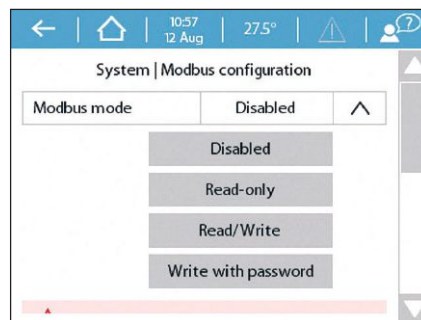 10:57
12 Aug
27.5°
System | Modbus configuration
Modbus mode Disabled
Disabled
Read-only
Read/Write
Write with password